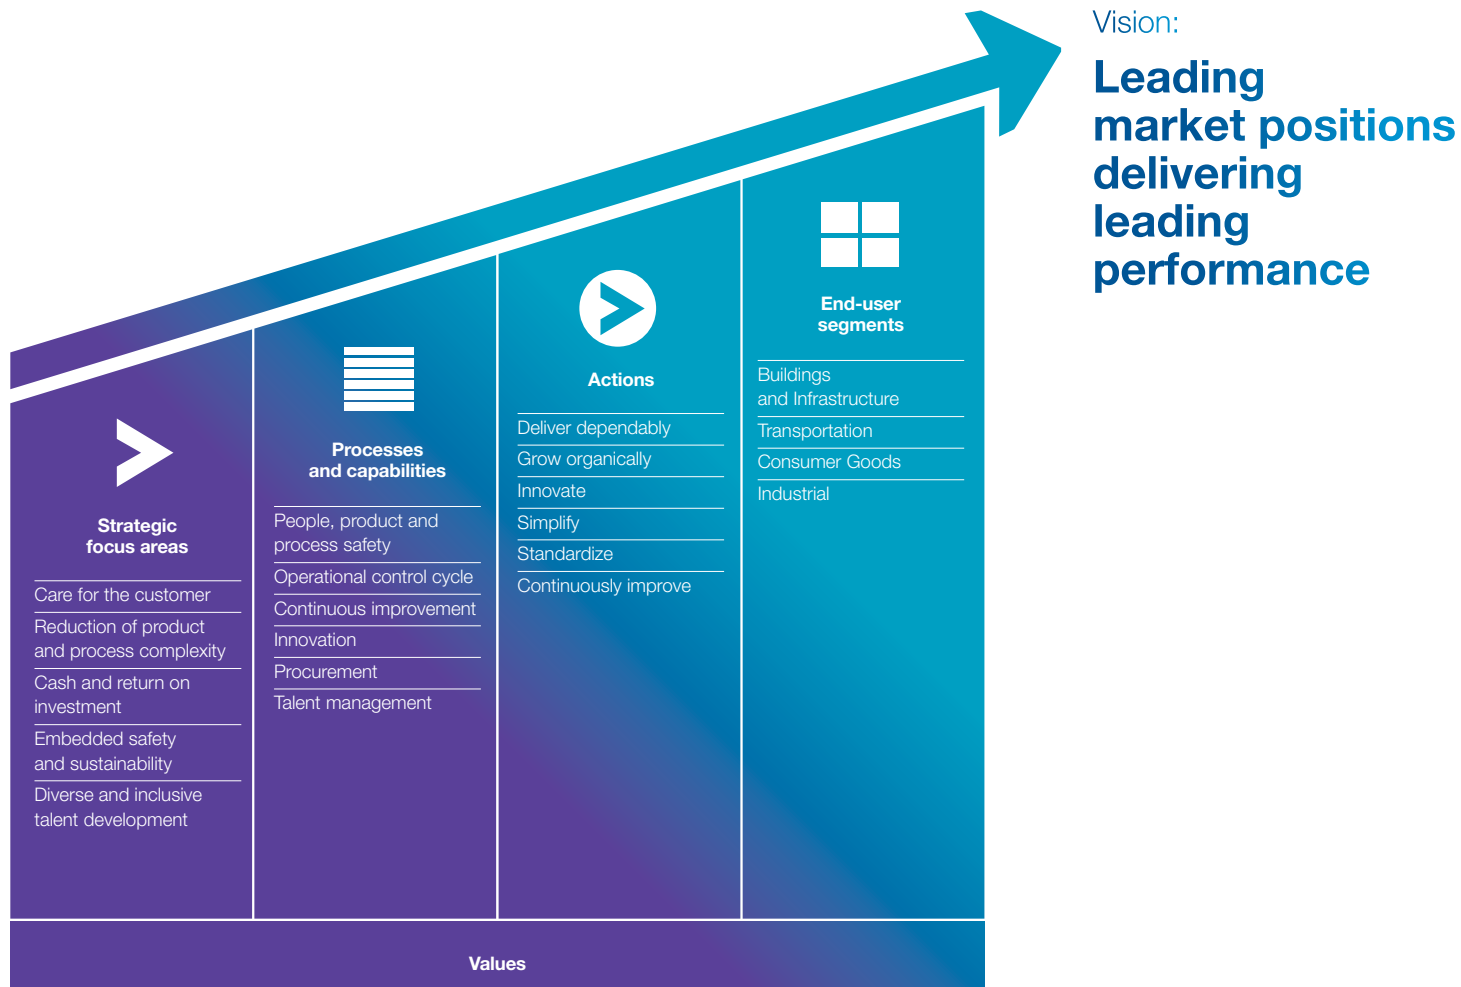 Vision:
Leading
market positions
delivering
leading
performance
Strategic
focus areas
Care for the customer
Reduction of product
and process complexity
Cash and return on
investment
Embedded safety
and sustainability
Diverse and inclusive
talent development
Processes
and capabilities
People, product and
process safety
Operational control cycle
Continuous improvement
Innovation
Procurement
Talent management
Actions
Deliver dependably
Grow organically
Innovate
Simplify
Standardize
Continuously improve
End-user
segments
Buildings
and Infrastructure
Transportation
Consumer Goods
Industrial
Values